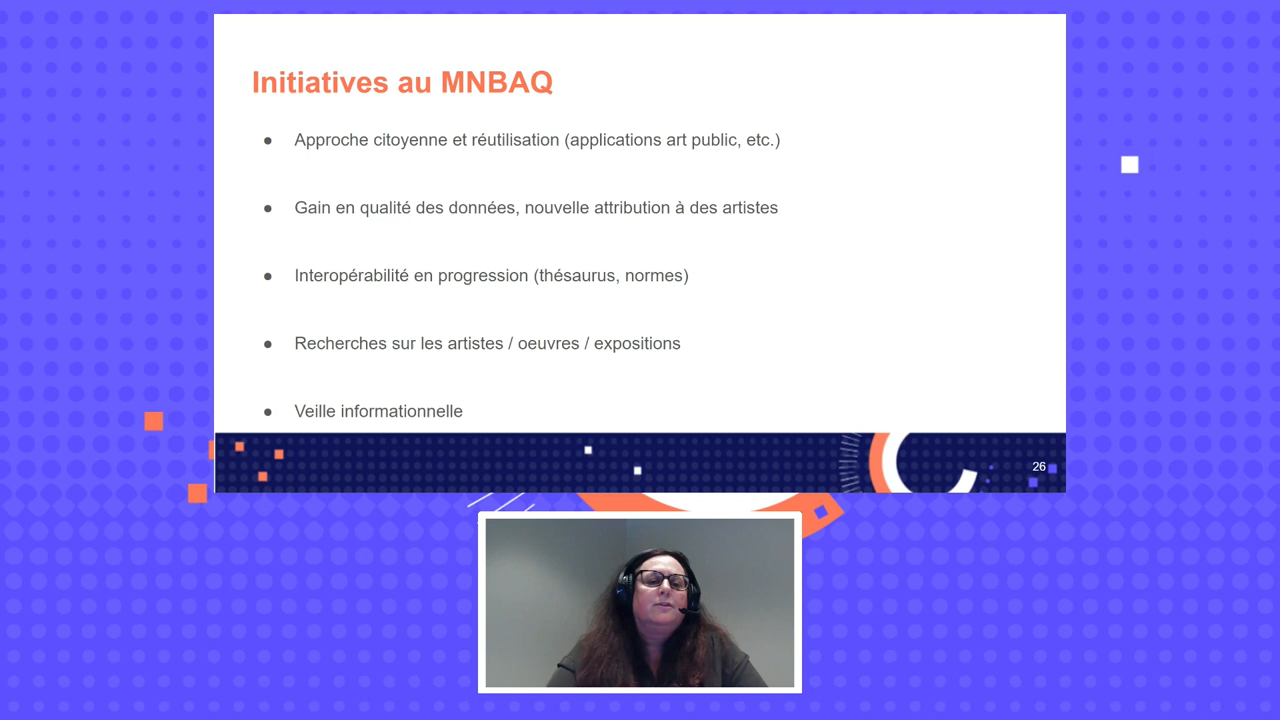 Initiatives au MNBAQ
● Approche citoyenne et réutilisation (applications art public, etc.)
● Gain en qualité des données, nouvelle attribution à des artistes
● Interopérabilité en progression (thésaurus, normes)
● Recherches sur les artistes / oeuvres / expositions
● Veille informationnelle
26